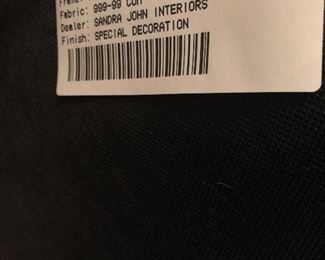 Fabric: 999-99 COM
Dealer: SANDRA JOHN INTERIORS
Finish: SPECIAL DECORATION